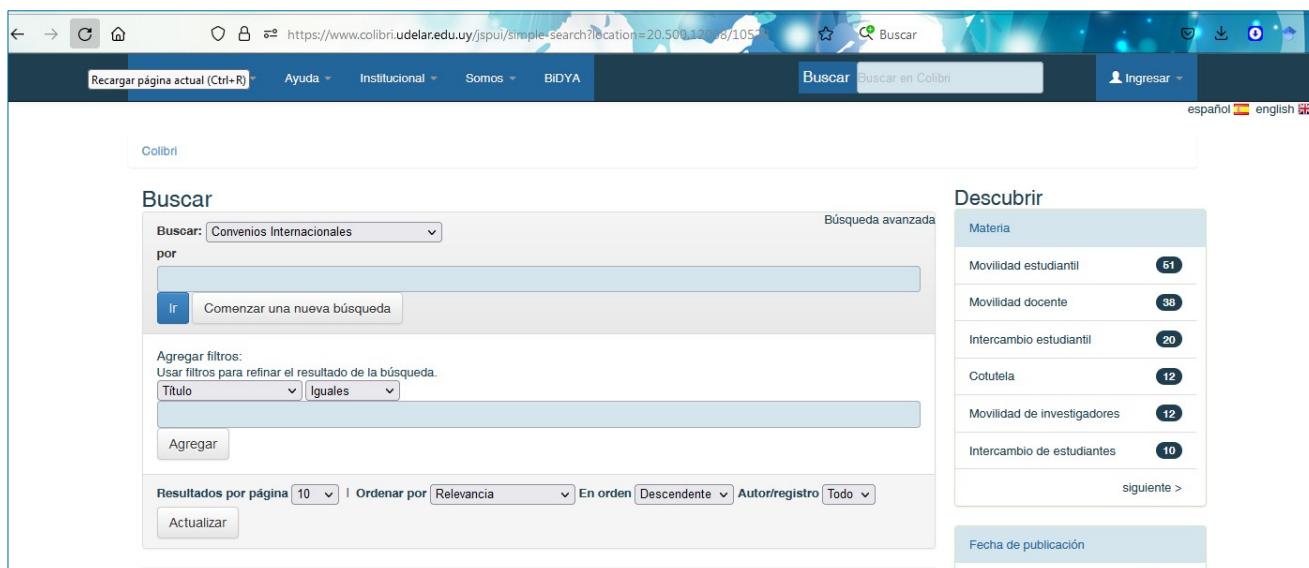 https://www.colibri.udelar.edu.uy/jspui/simple-search?location=20.500.12008/1052
Buscar
Recargar página actual (Ctrl+R)
Ayuda
Institucional
Somos
BiDYA
Buscar
Buscar en Colibri
Ingresar
español
english
Colibri
Buscar
Búsqueda avanzada
Buscar: Convenios Internacionales
por
Ir
Comenzar una nueva búsqueda
Agregar filtros:
Usar filtros para refinar el resultado de la búsqueda.
Título
Iguales
Agregar
Resultados por página 10 | Ordenar por Relevancia En orden Descendente Autor/registro Todo
Actualizar
Descubrir
Materia
Movilidad estudiantil 51
Movilidad docente 38
Intercambio estudiantil 20
Cotutela 12
Movilidad de investigadores 12
Intercambio de estudiantes 10
siguiente >
Fecha de publicación